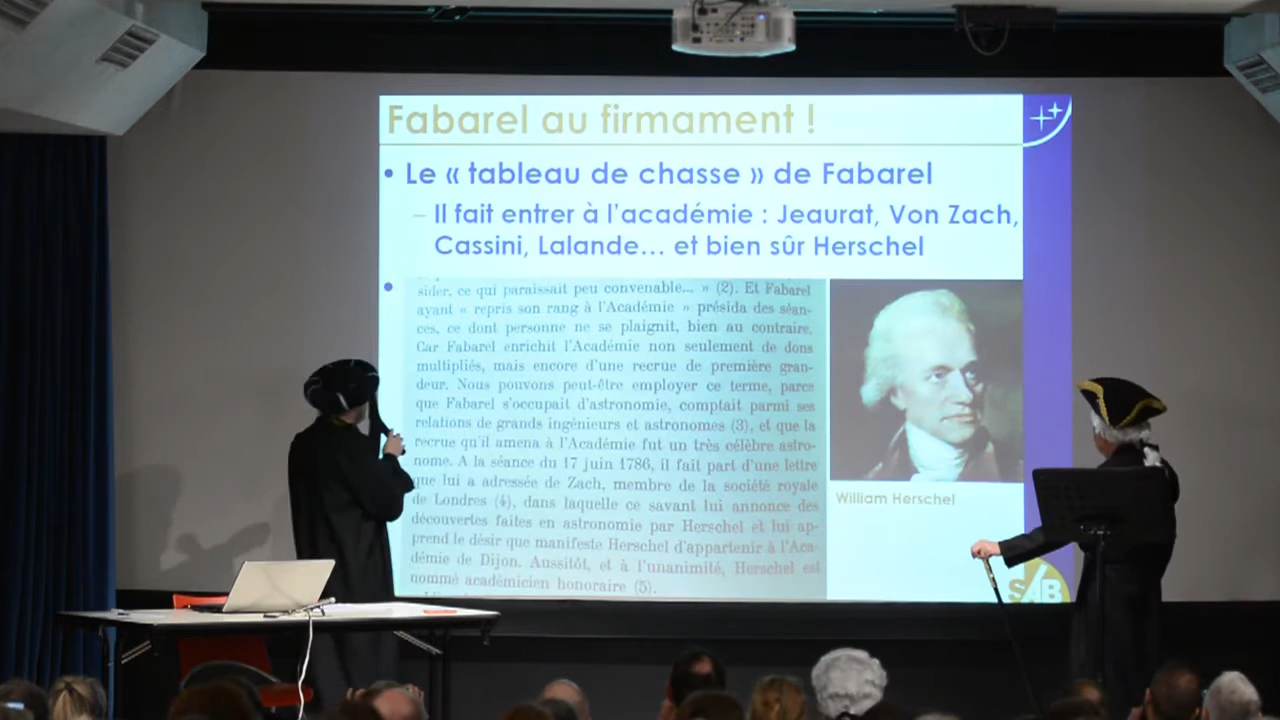 Fabarel au firmament !
• Le « tableau de chasse » de Fabarel
– Il fait entrer à l'académie : Jeaurat, Von Zach,
Cassini, Lalande… et bien sûr Herschel
sider, ce qui paraissait peu convenable... » (2). Et Fabarel
ayant « repris son rang à l'Académie » présida des séan-
ces, ce dont personne ne se plaignit, bien au contraire.
Car Fabarel enrichit l'Académie non seulement de dons
multipliés, mais encore d'une recrue de première gran-
deur. Nous pouvons peut-être employer ce terme, parce
que Fabarel s'occupait d'astronomie, comptait parmi ses
relations de grands ingénieurs et astronomes (3), et que la
recrue qu'il amena à l'Académie fut un très célèbre astro-
nome. A la séance du 17 juin 1786, il fait part d'une lettre
que lui a adressée de Zach, membre de la société royale
de Londres (4), dans laquelle ce savant lui annonce des
découvertes faites en astronomie par Herschel et lui ap-
prend le désir que manifeste Herschel d'appartenir à l'Aca-
démie de Dijon. Aussitôt, et à l'unanimité, Herschel est
nommé académicien honoraire (5).
William Herschel
S B